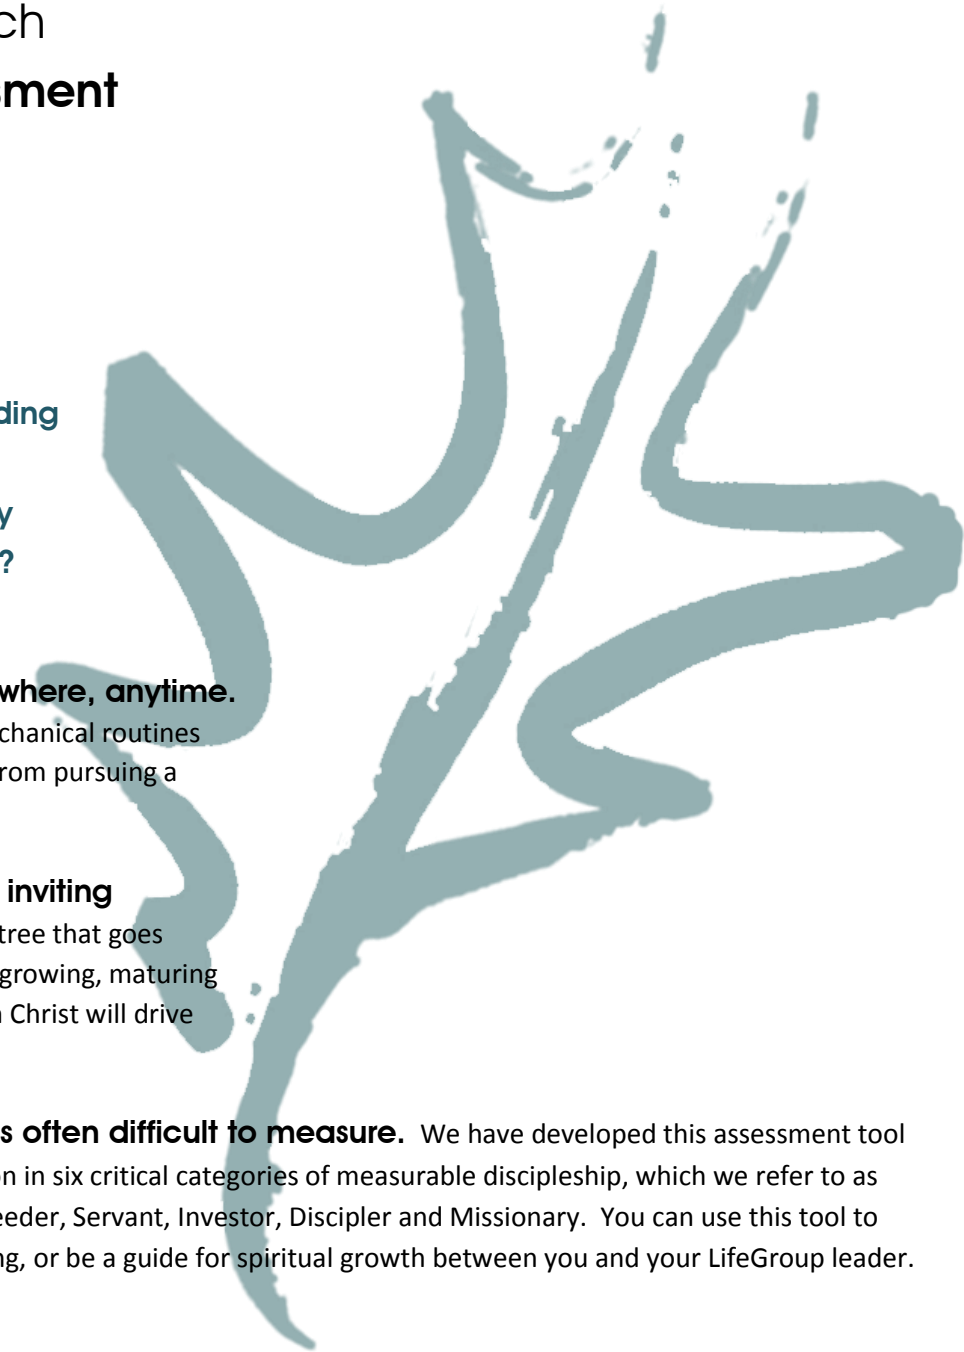 ch
sment
ding
y
?
where, anytime.
chanical routines
rom pursuing a
inviting
tree that goes
growing, maturing
n Christ will drive
s often difficult to measure.  We have developed this assessment tool
on in six critical categories of measurable discipleship, which we refer to as
eeder, Servant, Investor, Discipler and Missionary.  You can use this tool to
ng, or be a guide for spiritual growth between you and your LifeGroup leader.